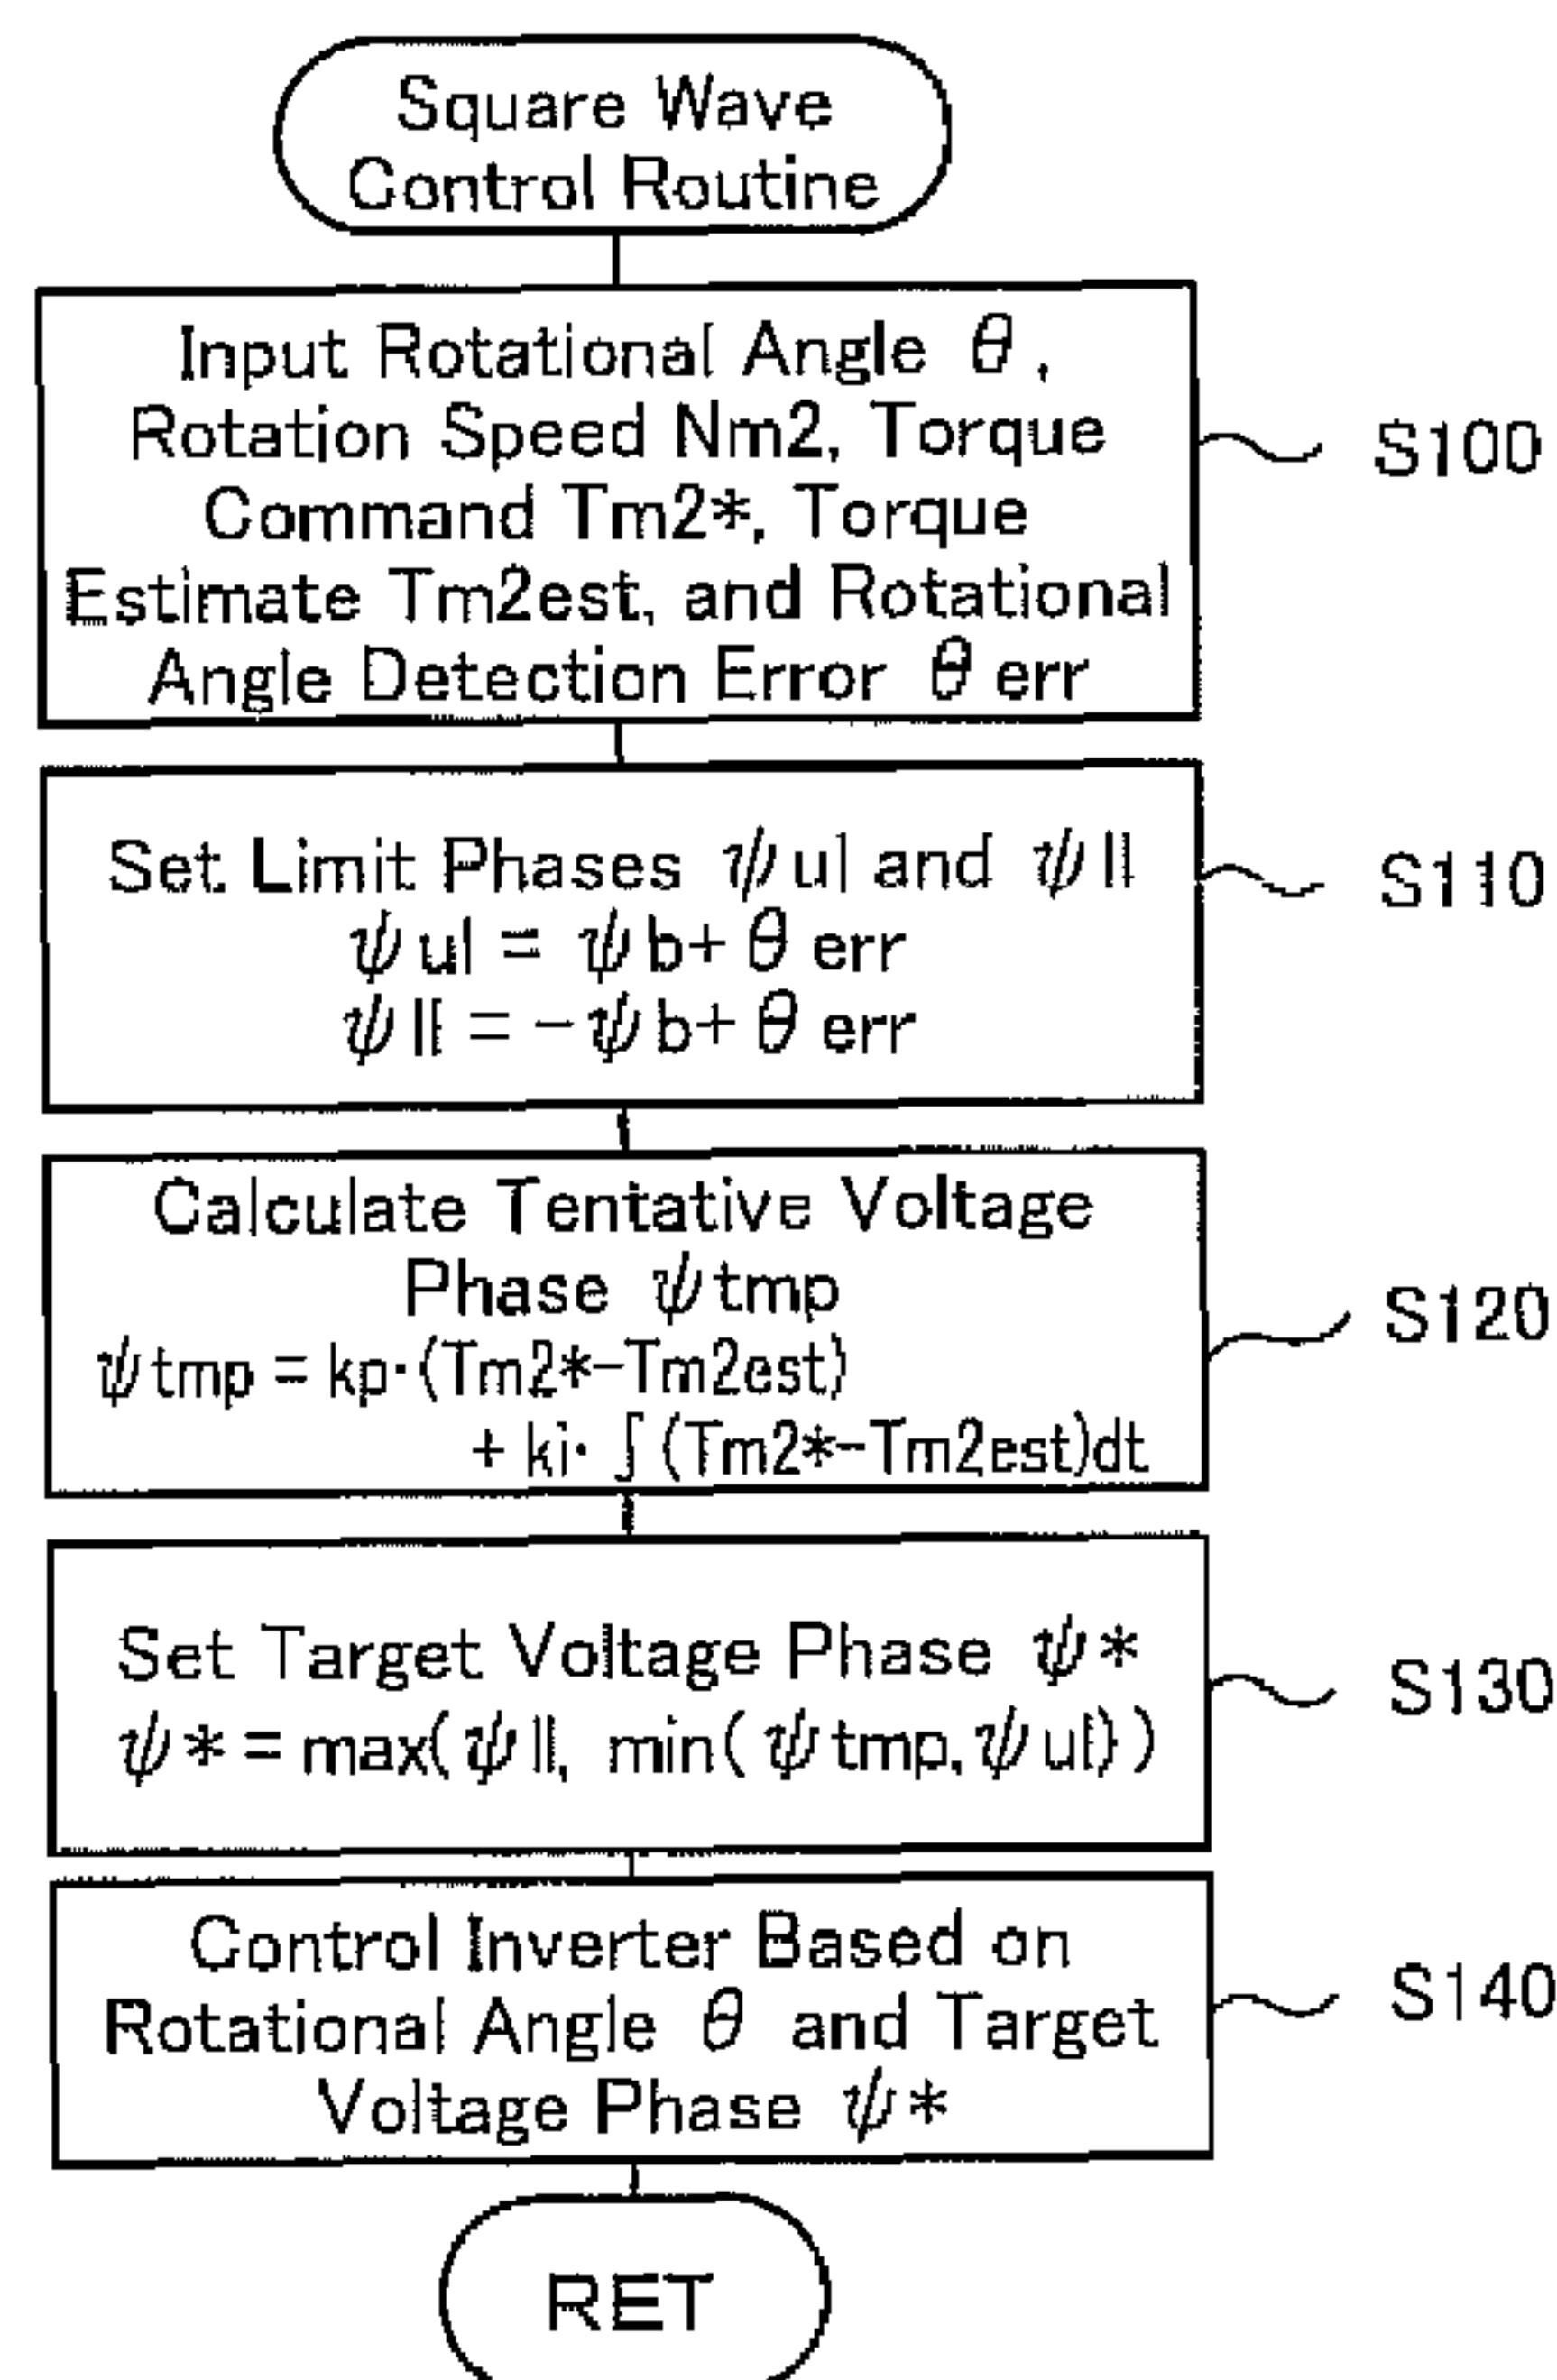 Square Wave
Control Routine
Input Rotational Angle θ,
Rotation Speed Nm2, Torque
Command Tm2*, Torque
Estimate Tm2est, and Rotational
Angle Detection Error θ err
S100
Set Limit Phases ψul and ψll
ψul = ψb+ θ err
ψll = -ψb+ θ err
S110
Calculate Tentative Voltage
Phase ψtmp
ψtmp = kp·(Tm2*-Tm2est)
+ ki· ∫(Tm2*-Tm2est)dt
S120
Set Target Voltage Phase ψ*
ψ* = max(ψll, min(ψtmp,ψul))
S130
Control Inverter Based on
Rotational Angle θ and Target
Voltage Phase ψ*
S140
RET